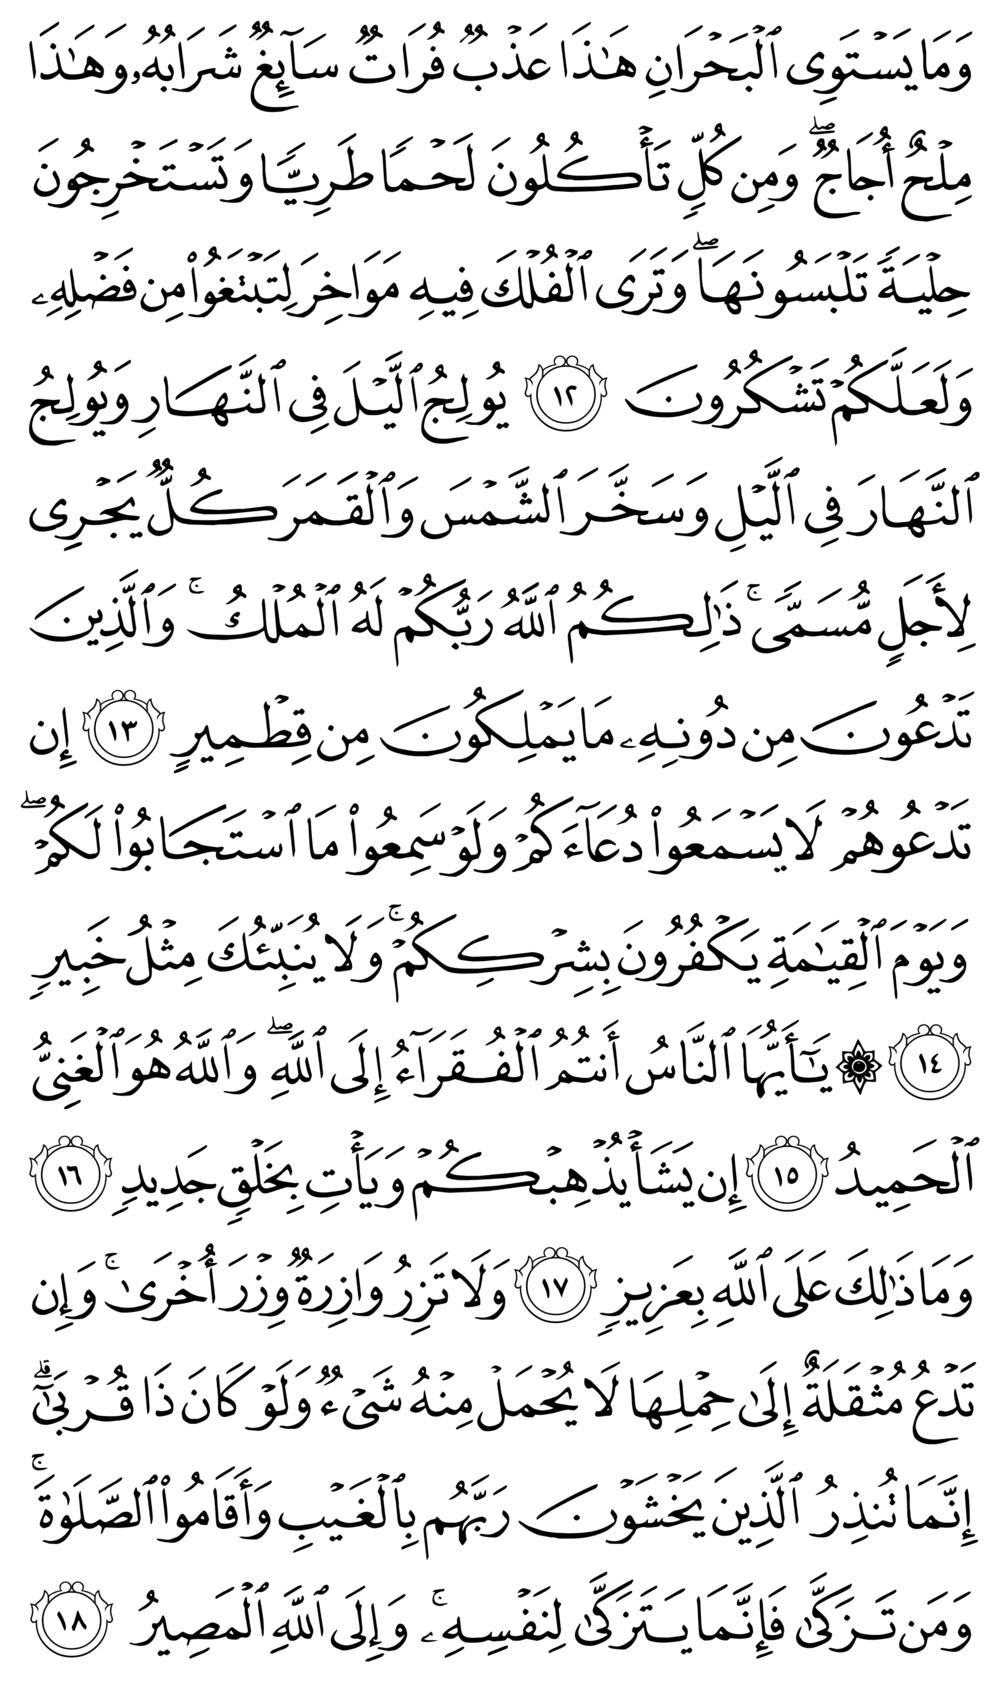 وَمَا يَسۡتَوِي ٱلۡبَحۡرَانِ هَٰذَا عَذۡبٞ فُرَاتٞ سَآئِغٞ شَرَابُهُۥ وَهَٰذَا
مِلۡحٌ أُجَاجٞۖ وَمِن كُلّٖ تَأۡكُلُونَ لَحۡمٗا طَرِيّٗا وَتَسۡتَخۡرِجُونَ
حِلۡيَةٗ تَلۡبَسُونَهَاۖ وَتَرَى ٱلۡفُلۡكَ فِيهِ مَوَاخِرَ لِتَبۡتَغُواْ مِن فَضۡلِهِۦ
وَلَعَلَّكُمۡ تَشۡكُرُونَ ١٢ يُولِجُ ٱلَّيۡلَ فِي ٱلنَّهَارِ وَيُولِجُ
ٱلنَّهَارَ فِي ٱلَّيۡلِ وَسَخَّرَ ٱلشَّمۡسَ وَٱلۡقَمَرَ كُلّٞ يَجۡرِي
لِأَجَلٖ مُّسَمّٗىۚ ذَٰلِكُمُ ٱللَّهُ رَبُّكُمۡ لَهُ ٱلۡمُلۡكُۚ وَٱلَّذِينَ
تَدۡعُونَ مِن دُونِهِۦ مَا يَمۡلِكُونَ مِن قِطۡمِيرٍ ١٣ إِن
تَدۡعُوهُمۡ لَا يَسۡمَعُواْ دُعَآءَكُمۡ وَلَوۡ سَمِعُواْ مَا ٱسۡتَجَابُواْ لَكُمۡۖ
وَيَوۡمَ ٱلۡقِيَٰمَةِ يَكۡفُرُونَ بِشِرۡكِكُمۡۚ وَلَا يُنَبِّئُكَ مِثۡلُ خَبِيرٖ
١٤ ۞ يَٰٓأَيُّهَا ٱلنَّاسُ أَنتُمُ ٱلۡفُقَرَآءُ إِلَى ٱللَّهِۖ وَٱللَّهُ هُوَ ٱلۡغَنِيُّ
ٱلۡحَمِيدُ ١٥ إِن يَشَأۡ يُذۡهِبۡكُمۡ وَيَأۡتِ بِخَلۡقٖ جَدِيدٖ ١٦
وَمَا ذَٰلِكَ عَلَى ٱللَّهِ بِعَزِيزٖ ١٧ وَلَا تَزِرُ وَازِرَةٞ وِزۡرَ أُخۡرَىٰۚ وَإِن
تَدۡعُ مُثۡقَلَةٌ إِلَىٰ حِمۡلِهَا لَا يُحۡمَلۡ مِنۡهُ شَيۡءٞ وَلَوۡ كَانَ ذَا قُرۡبَىٰٓۗ
إِنَّمَا تُنذِرُ ٱلَّذِينَ يَخۡشَوۡنَ رَبَّهُم بِٱلۡغَيۡبِ وَأَقَامُواْ ٱلصَّلَوٰةَۚ
وَمَن تَزَكَّىٰ فَإِنَّمَا يَتَزَكَّىٰ لِنَفۡسِهِۦۚ وَإِلَى ٱللَّهِ ٱلۡمَصِيرُ ١٨